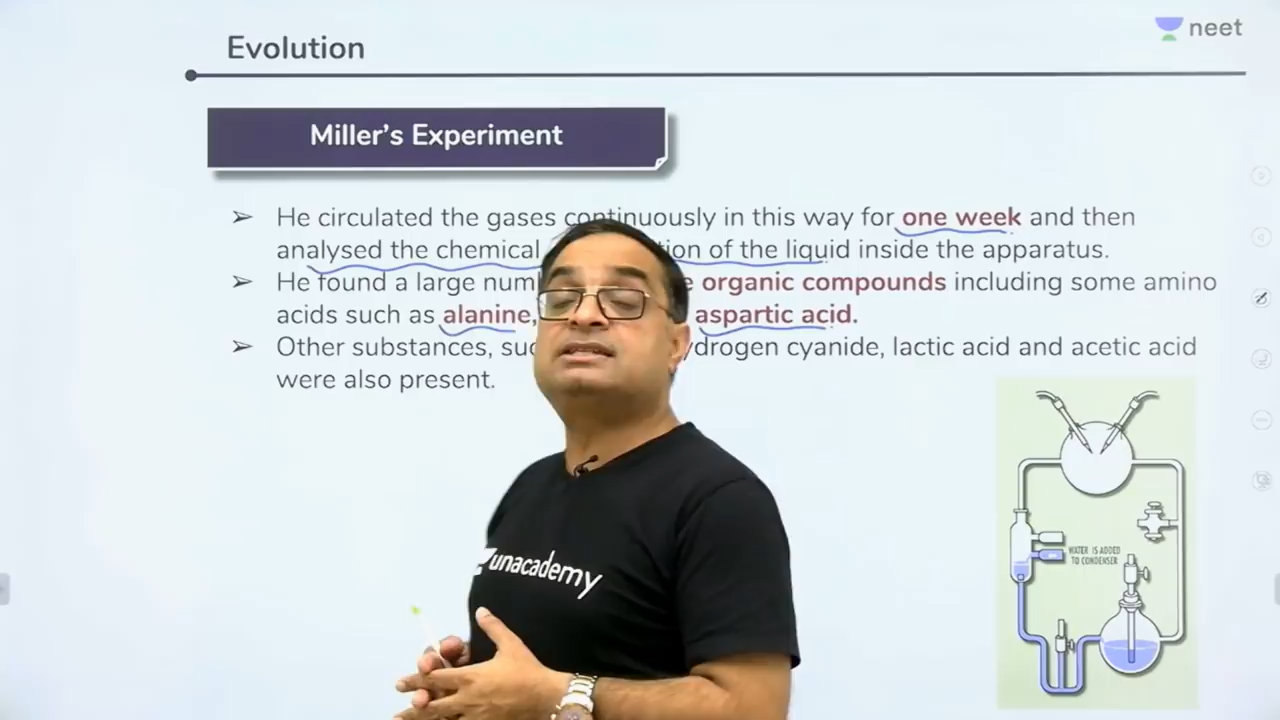 Evolution
neet
Miller's Experiment
➢ He circulated the gases continuously in this way for one week and then
analysed the chemical tion of the liquid inside the apparatus.
➢ He found a large organic compounds including some amino
acids such as alanine, aspartic acid.
➢ Other substances, cyanide, lactic acid and acetic acid
were also present.
WATER IS ADDED
TO CONDENSER
unacademy